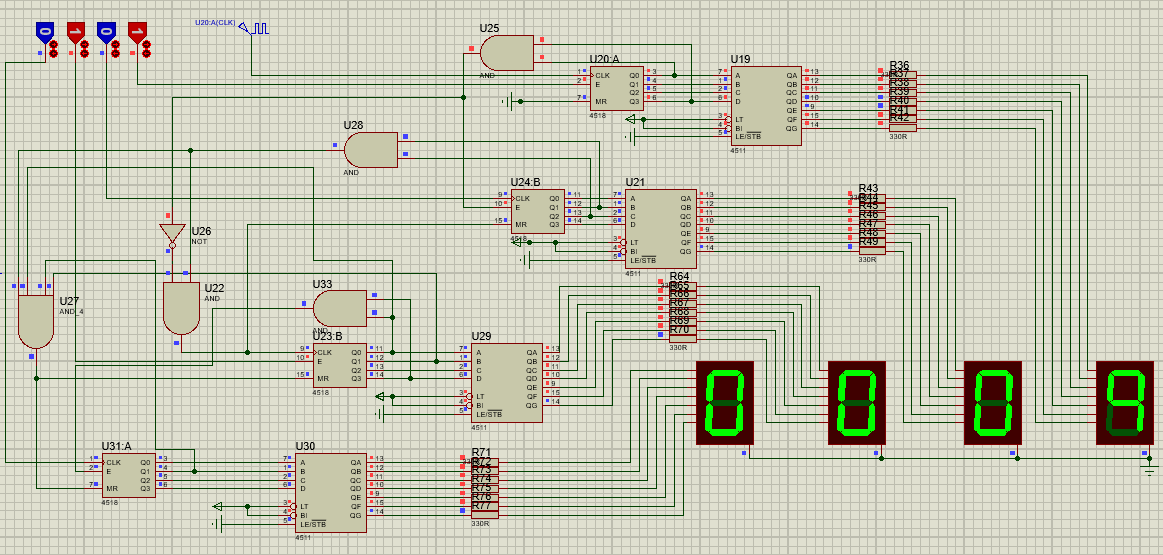 0 1 0 1
U20:A(CLK)
U25
AND
U20:A
CLK Q0
E Q1
Q2
MR Q3
4518
U19
A QA
B QB
C QC
D QD
QE
LT QF
BI QG
LE/STB
4511
R36
R37
R38
R39
R40
R41
R42
330R
U28
AND
U24:B
CLK Q0
E Q1
Q2
MR Q3
4518
U21
A QA
B QB
C QC
D QD
QE
LT QF
BI QG
LE/STB
4511
R43
R44
R45
R46
R47
R48
R49
330R
U26
NOT
U22
AND
U27
AND_4
U33
AND
U23:B
CLK Q0
E Q1
Q2
MR Q3
4518
U29
A QA
B QB
C QC
D QD
QE
LT QF
BI QG
LE/STB
4511
R64
R65
R66
R67
R68
R69
R70
330R
0 0 0 9
U31:A
CLK Q0
E Q1
Q2
MR Q3
4518
U30
A QA
B QB
C QC
D QD
QE
LT QF
BI QG
LE/STB
4511
R71
R72
R73
R74
R75
R76
R77
330R